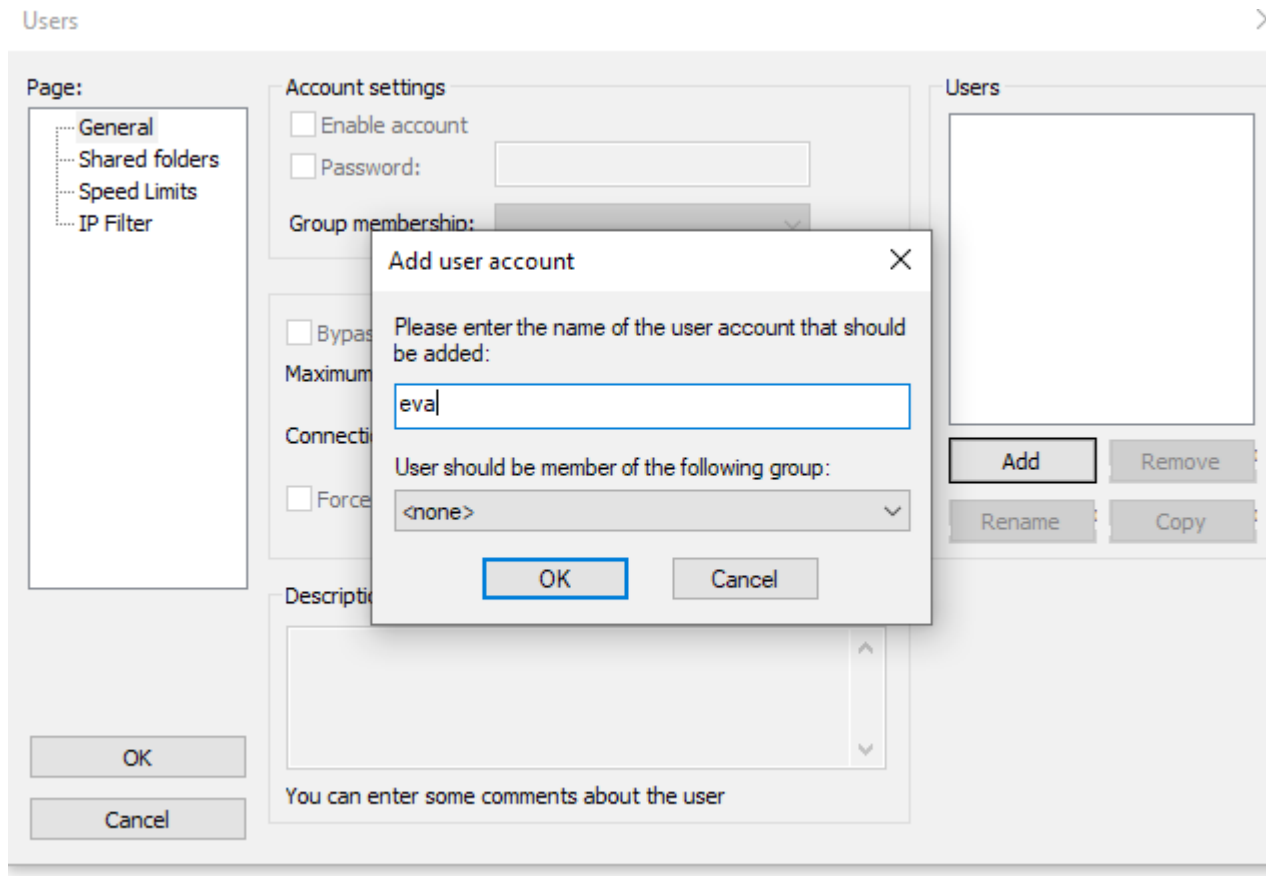 Users
Page:
General
Shared folders
Speed Limits
IP Filter
OK
Cancel
Account settings
Enable account
Password:
Group membership:
Add user account
Please enter the name of the user account that should
be added:
eva
User should be member of the following group:
<none>
OK
Cancel
Bypas
Maximum
Connecti
Force
Descriptio
You can enter some comments about the user
Users
Add
Remove
Rename
Copy